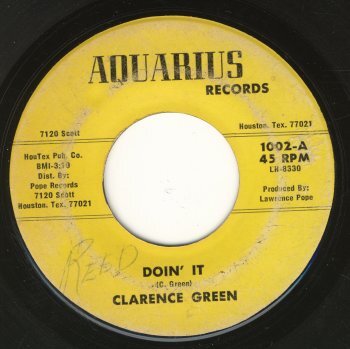 AQUARIUS
RECORDS
7120 Scott
Houston, Tex. 77021
HouTex Pub. Co.
BMI-3:10
Dist. By:
Pope Records
7120 Scott
Houston, Tex. 77021
1002-A
45 RPM
LH-8330
Produced By:
Lawrence Pope
DOIN' IT
(C. Green)
CLARENCE GREEN